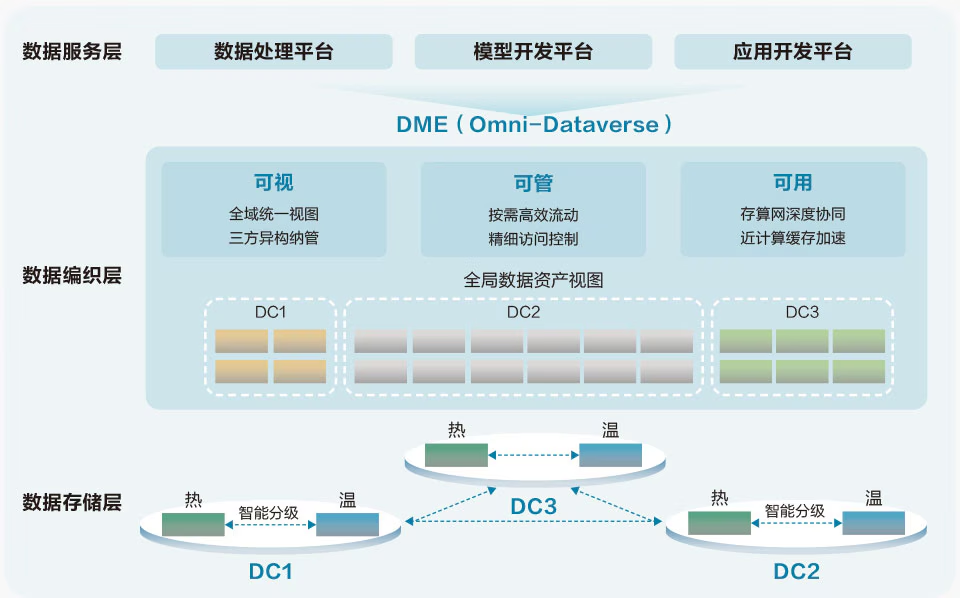 数据服务层
数据处理平台
模型开发平台
应用开发平台
DME（Omni-Dataverse）
数据编织层
可视
全域统一视图
三方异构纳管
可管
按需高效流动
精细访问控制
可用
存算网深度协同
近计算缓存加速
全局数据资产视图
DC1
DC2
DC3
数据存储层
热
温
DC3
热
智能分级
温
DC1
热
智能分级
温
DC2